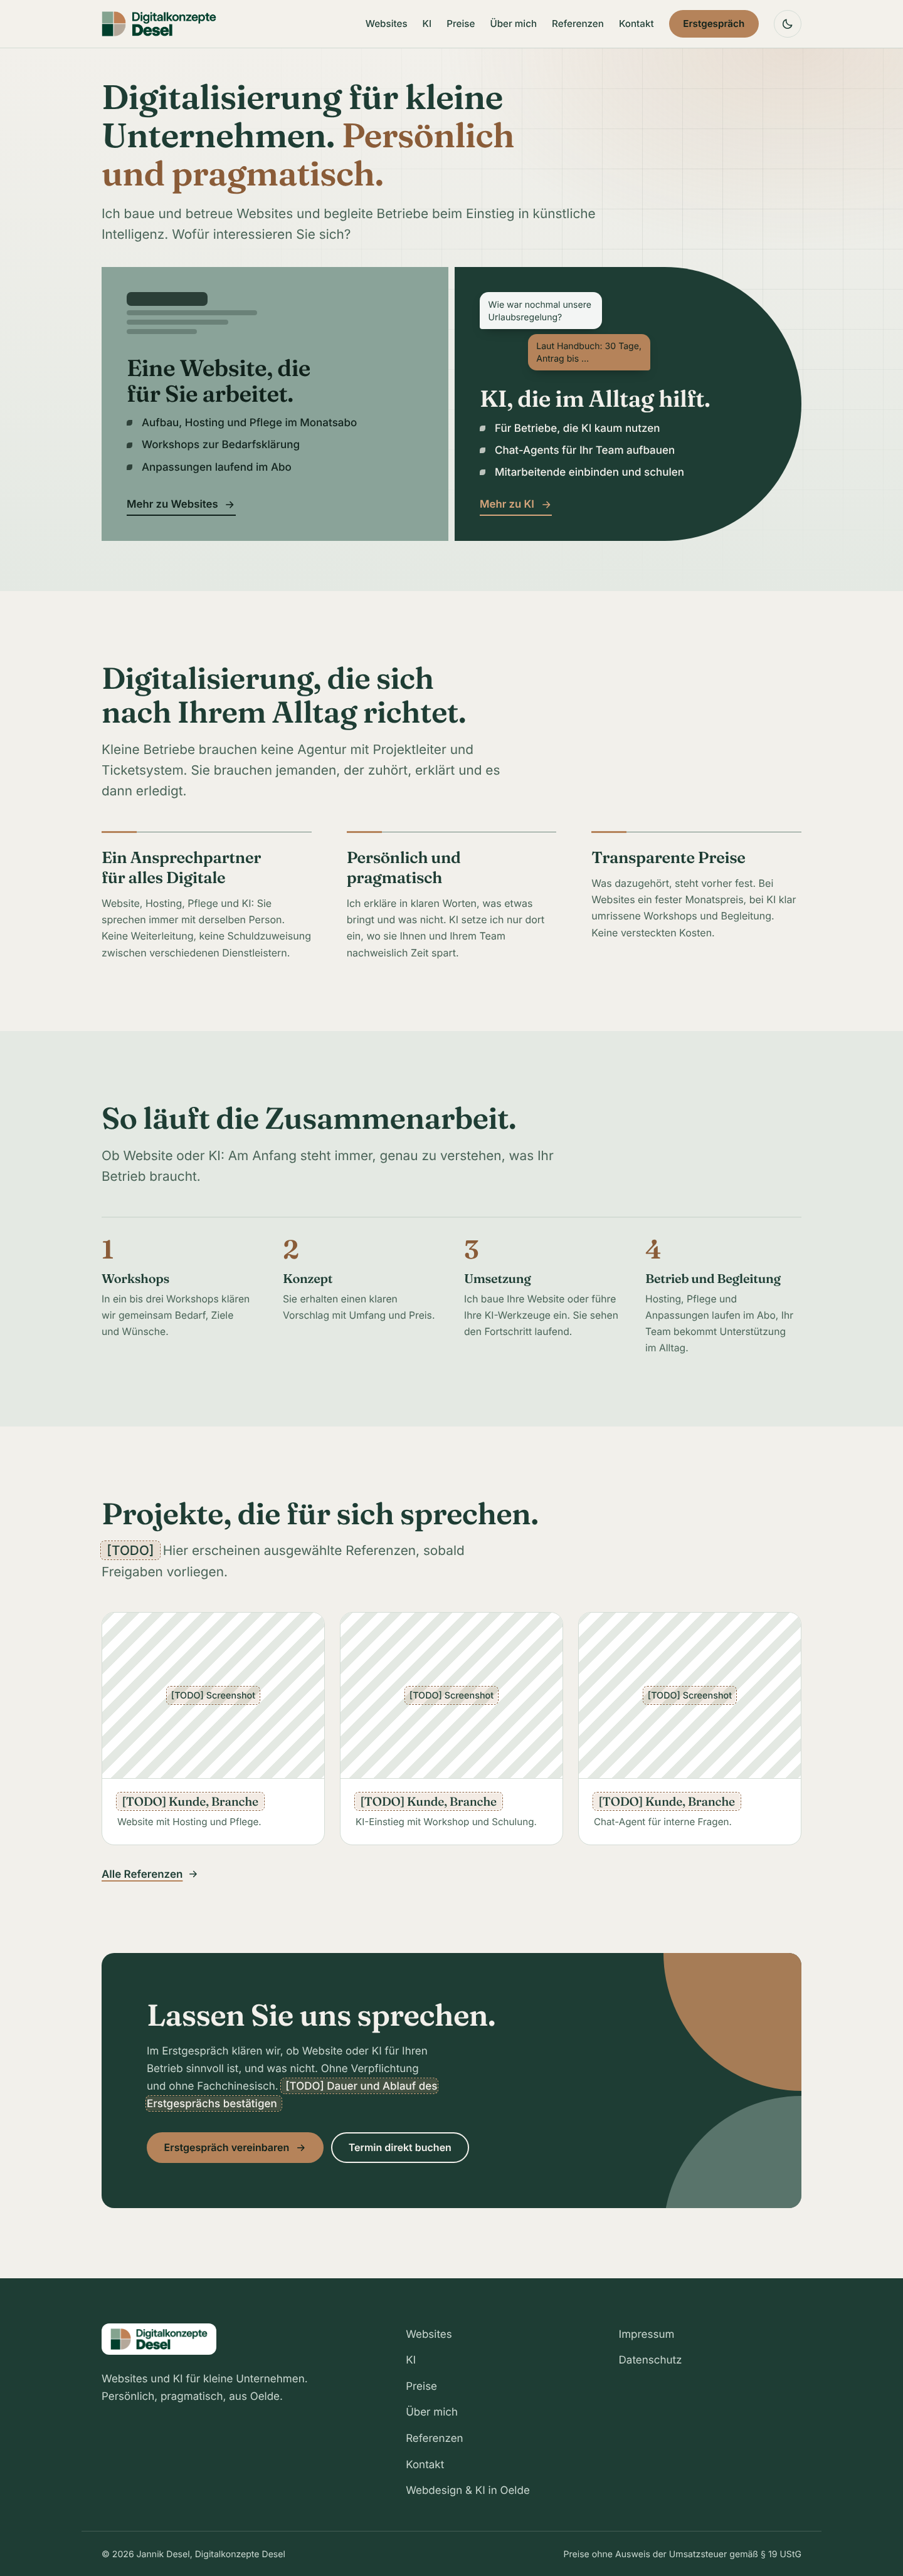 Digitalkonzepte
Desel
Websites KI Preise Über mich Referenzen Kontakt Erstgespräch
Digitalisierung für kleine
Unternehmen. Persönlich
und pragmatisch.
Ich baue und betreue Websites und begleite Betriebe beim Einstieg in künstliche
Intelligenz. Wofür interessieren Sie sich?
Eine Website, die
für Sie arbeitet.
Aufbau, Hosting und Pflege im Monatsabo
Workshops zur Bedarfsklärung
Anpassungen laufend im Abo
Mehr zu Websites →
Wie war nochmal unsere
Urlaubsregelung?
Laut Handbuch: 30 Tage,
Antrag bis ...
KI, die im Alltag hilft.
Für Betriebe, die KI kaum nutzen
Chat-Agents für Ihr Team aufbauen
Mitarbeitende einbinden und schulen
Mehr zu KI →
Digitalisierung, die sich
nach Ihrem Alltag richtet.
Kleine Betriebe brauchen keine Agentur mit Projektleiter und
Ticketsystem. Sie brauchen jemanden, der zuhört, erklärt und es
dann erledigt.
Ein Ansprechpartner
für alles Digitale
Website, Hosting, Pflege und KI: Sie
sprechen immer mit derselben Person.
Keine Weiterleitung, keine Schuldzuweisung
zwischen verschiedenen Dienstleistern.
Persönlich und
pragmatisch
Ich erkläre in klaren Worten, was etwas
bringt und was nicht. KI setze ich nur dort
ein, wo sie Ihnen und Ihrem Team
nachweislich Zeit spart.
Transparente Preise
Was dazugehört, steht vorher fest. Bei
Websites ein fester Monatspreis, bei KI klar
umrissene Workshops und Begleitung.
Keine versteckten Kosten.
So läuft die Zusammenarbeit.
Ob Website oder KI: Am Anfang steht immer, genau zu verstehen, was Ihr
Betrieb braucht.
1
Workshops
In ein bis drei Workshops klären
wir gemeinsam Bedarf, Ziele
und Wünsche.
2
Konzept
Sie erhalten einen klaren
Vorschlag mit Umfang und Preis.
3
Umsetzung
Ich baue Ihre Website oder führe
Ihre KI-Werkzeuge ein. Sie sehen
den Fortschritt laufend.
4
Betrieb und Begleitung
Hosting, Pflege und
Anpassungen laufen im Abo, Ihr
Team bekommt Unterstützung
im Alltag.
Projekte, die für sich sprechen.
[TODO] Hier erscheinen ausgewählte Referenzen, sobald
Freigaben vorliegen.
[TODO] Screenshot
[TODO] Kunde, Branche
Website mit Hosting und Pflege.
[TODO] Screenshot
[TODO] Kunde, Branche
KI-Einstieg mit Workshop und Schulung.
[TODO] Screenshot
[TODO] Kunde, Branche
Chat-Agent für interne Fragen.
Alle Referenzen →
Lassen Sie uns sprechen.
Im Erstgespräch klären wir, ob Website oder KI für Ihren
Betrieb sinnvoll ist, und was nicht. Ohne Verpflichtung
und ohne Fachchinesisch. [TODO] Dauer und Ablauf des
Erstgesprächs bestätigen
Erstgespräch vereinbaren →
Termin direkt buchen
Digitalkonzepte
Desel
Websites und KI für kleine Unternehmen.
Persönlich, pragmatisch, aus Oelde.
Websites
KI
Preise
Über mich
Referenzen
Kontakt
Webdesign & KI in Oelde
Impressum
Datenschutz
© 2026 Jannik Desel, Digitalkonzepte Desel
Preise ohne Ausweis der Umsatzsteuer gemäß § 19 UStG